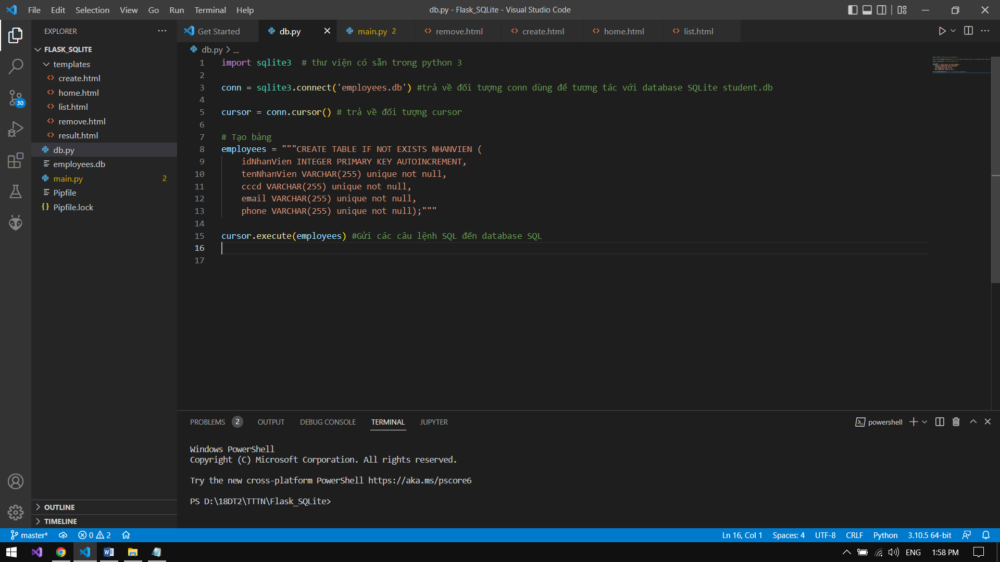 File Edit Selection View Go Run Terminal Help
db.py - Flask_SQLite - Visual Studio Code
EXPLORER
FLASK_SQLITE
templates
create.html
home.html
list.html
remove.html
result.html
db.py
employees.db
main.py 2
Pipfile
Pipfile.lock
30
OUTLINE
TIMELINE
Get Started db.py main.py 2 remove.html create.html home.html list.html
db.py > ...
1 import sqlite3  # thư viện có sẵn trong python 3
2
3 conn = sqlite3.connect('employees.db') #trả về đối tượng conn dùng để tương tác với database SQLite student.db
4
5 cursor = conn.cursor() # trả về đối tượng cursor
6
7 # Tạo bảng
8 employees = """CREATE TABLE IF NOT EXISTS NHANVIEN (
9     idNhanVien INTEGER PRIMARY KEY AUTOINCREMENT,
10     tenNhanVien VARCHAR(255) unique not null,
11     cccd VARCHAR(255) unique not null,
12     email VARCHAR(255) unique not null,
13     phone VARCHAR(255) unique not null);"""
14
15 cursor.execute(employees) #Gửi các câu lệnh SQL đến database SQL
16
17
PROBLEMS 2 OUTPUT DEBUG CONSOLE TERMINAL JUPYTER
powershell
Windows PowerShell
Copyright (C) Microsoft Corporation. All rights reserved.
Try the new cross-platform PowerShell https://aka.ms/pscore6
PS D:\18DT2\TTTN\Flask_SQLite>
master* 0 2
Ln 16, Col 1 Spaces: 4 UTF-8 CRLF Python 3.10.5 64-bit
ENG 1:58 PM